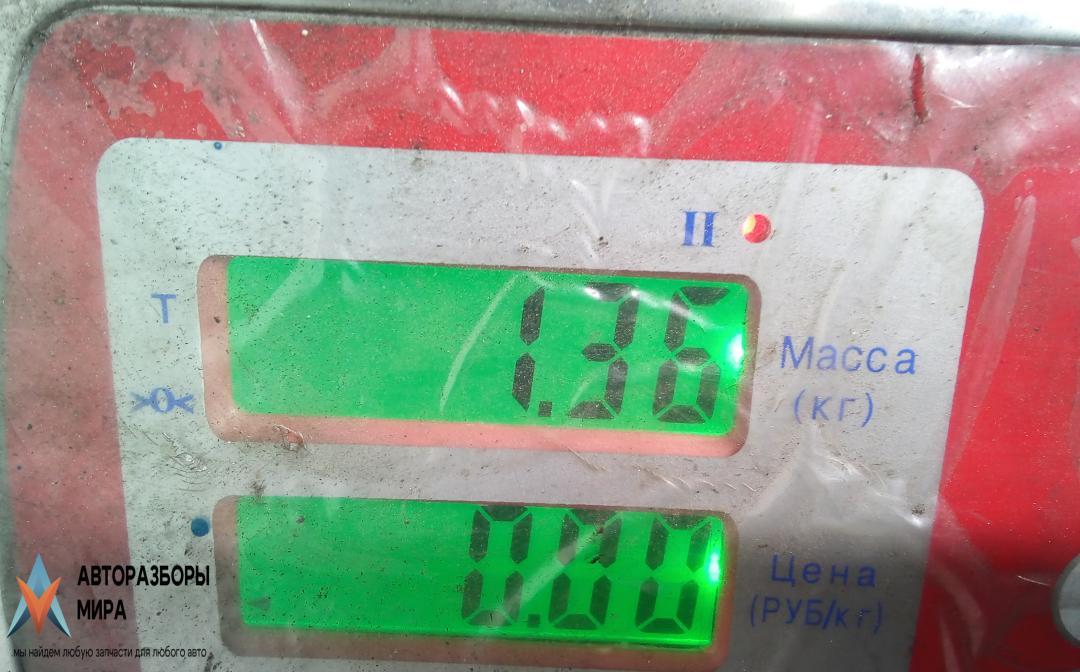 II
T
1.36
Масса
(кг)
>0<
0.00
Цена
(РУБ/кг)
АВТОРАЗБОРЫ
МИРА
мы найдем любую запчасти для любого авто